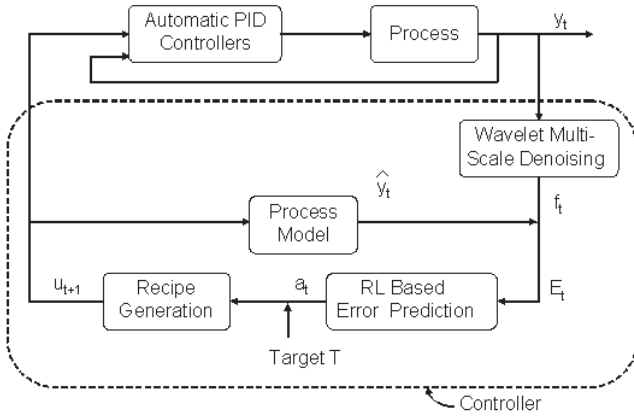 Automatic PID
Controllers
Process
y_t
Wavelet Multi-
Scale Denoising
ŷ_t
f_t
Process
Model
u_{t+1}
Recipe
Generation
a_t
RL Based
Error Prediction
E_t
Target T
Controller